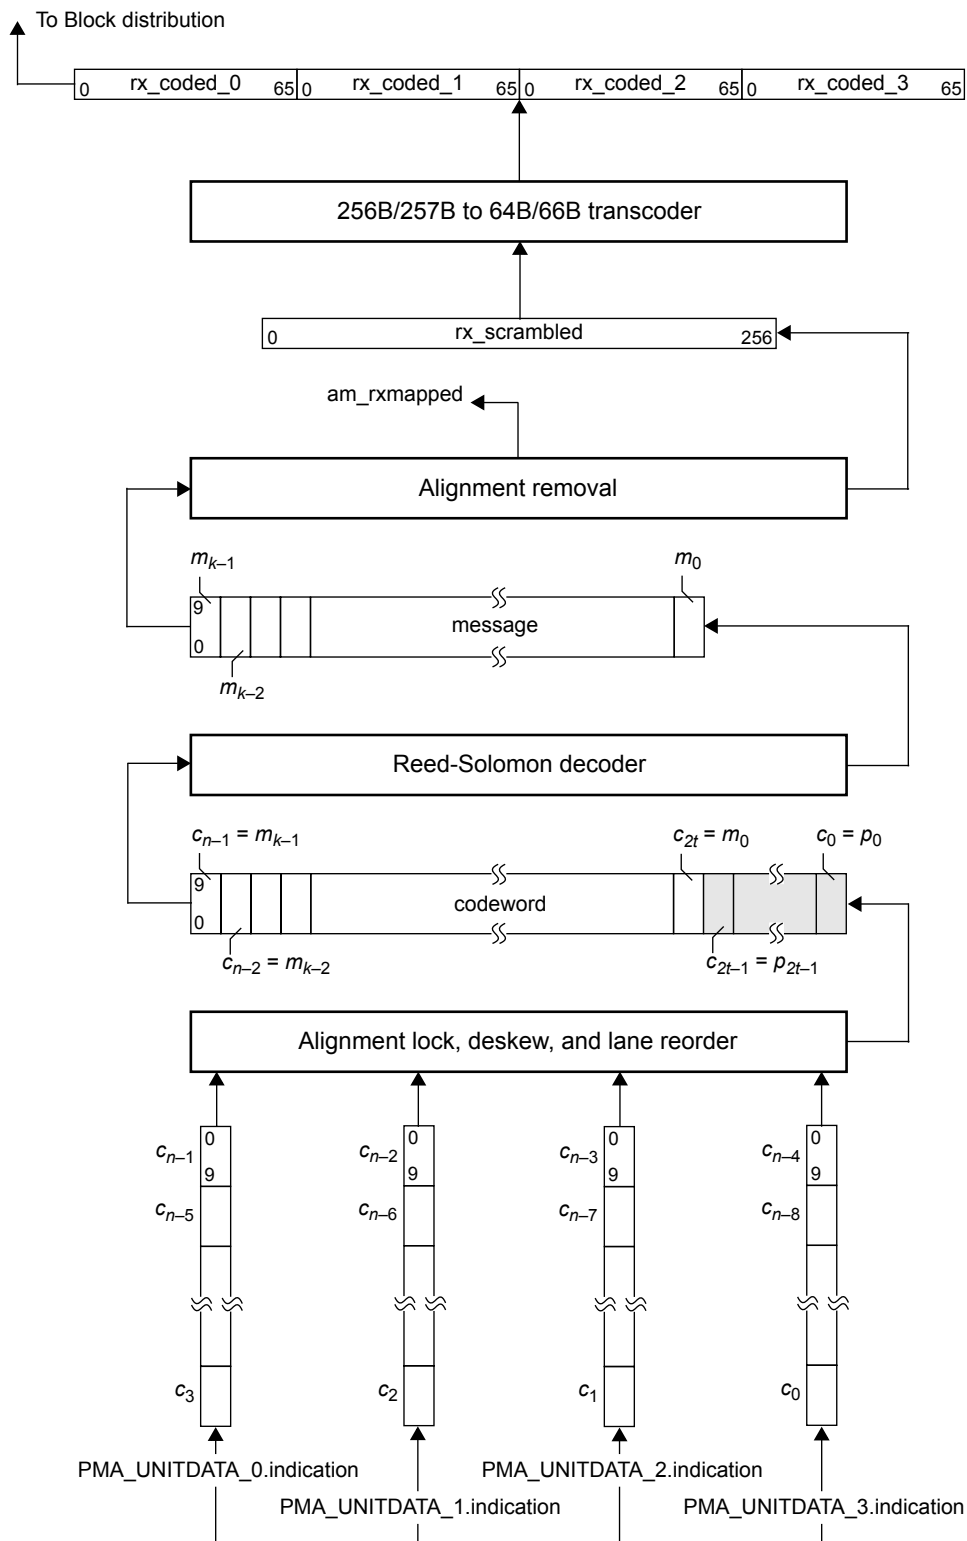 To Block distribution
0 rx_coded_0 65 0 rx_coded_1 65 0 rx_coded_2 65 0 rx_coded_3 65
256B/257B to 64B/66B transcoder
0 rx_scrambled 256
am_rxmapped
Alignment removal
m_{k–1} m_0
9
message
0
m_{k–2}
Reed-Solomon decoder
c_{n–1} = m_{k–1} c_{2t} = m_0 c_0 = p_0
9
codeword
0
c_{n–2} = m_{k–2} c_{2t–1} = p_{2t–1}
Alignment lock, deskew, and lane reorder
0 0 0 0
c_{n–1} c_{n–2} c_{n–3} c_{n–4}
9 9 9 9
c_{n–5} c_{n–6} c_{n–7} c_{n–8}
c_3 c_2 c_1 c_0
PMA_UNITDATA_0.indication PMA_UNITDATA_2.indication
PMA_UNITDATA_1.indication PMA_UNITDATA_3.indication